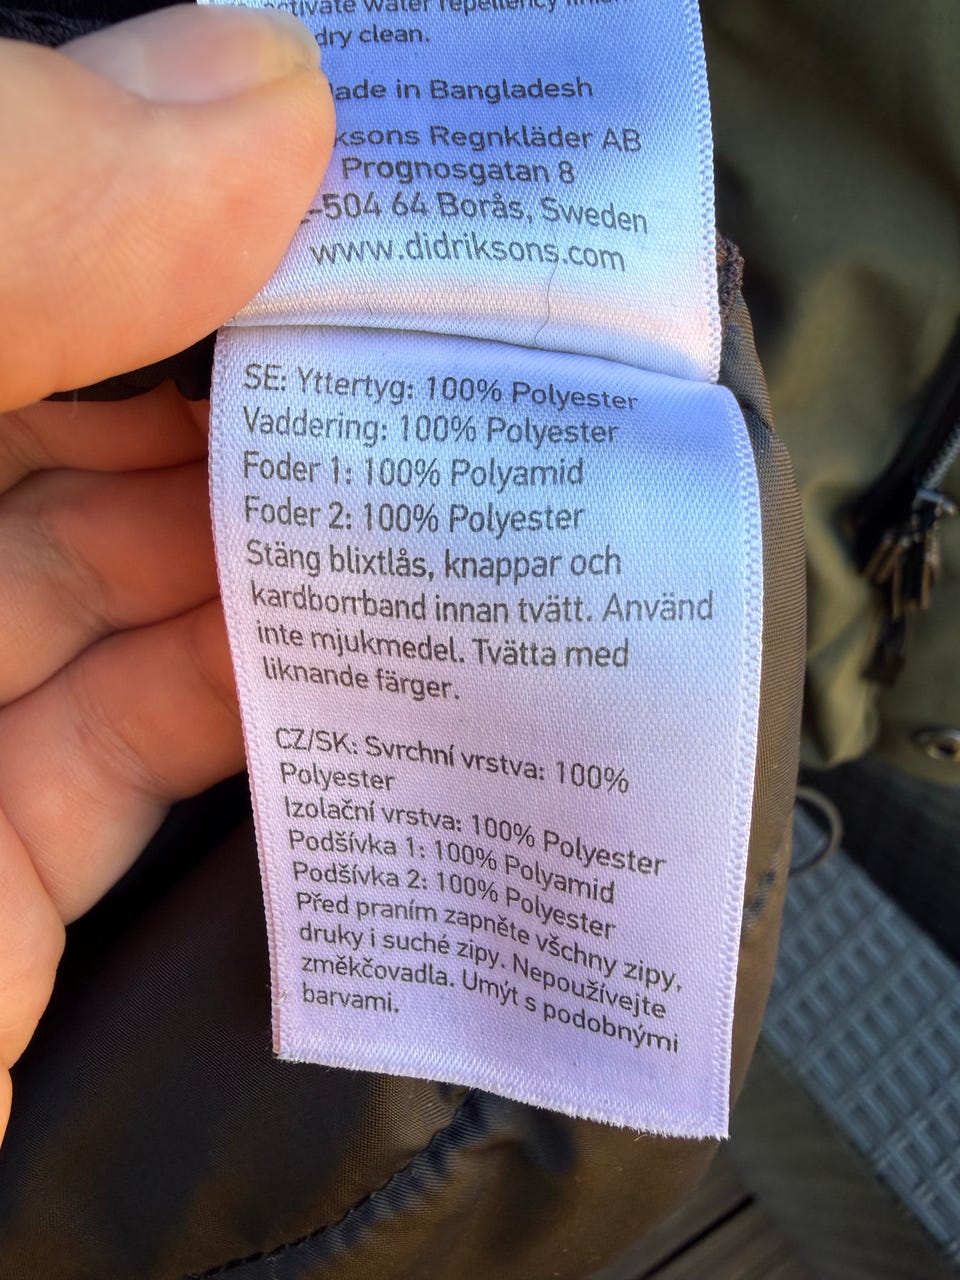 water repellency
dry clean.
in Bangladesh
Regnkläder AB
Prognosgatan 8
-504 64 Borås, Sweden
www.didriksons.com
SE: Yttertyg: 100% Polyester
Vaddering: 100% Polyester
Foder 1: 100% Polyamid
Foder 2: 100% Polyester
Stäng blixtlås, knappar och
kardborrband innan tvätt. Använd
inte mjukmedel. Tvätta med
liknande färger.
CZ/SK: Svrchní vrstva: 100%
Polyester
Izolační vrstva: 100% Polyester
Podšívka 1: 100% Polyamid
Podšívka 2: 100% Polyester
Před praním zapněte všchny zipy,
druky i suché zipy. Nepoužívejte
změkčovadla. Umýt s podobnými
barvami.